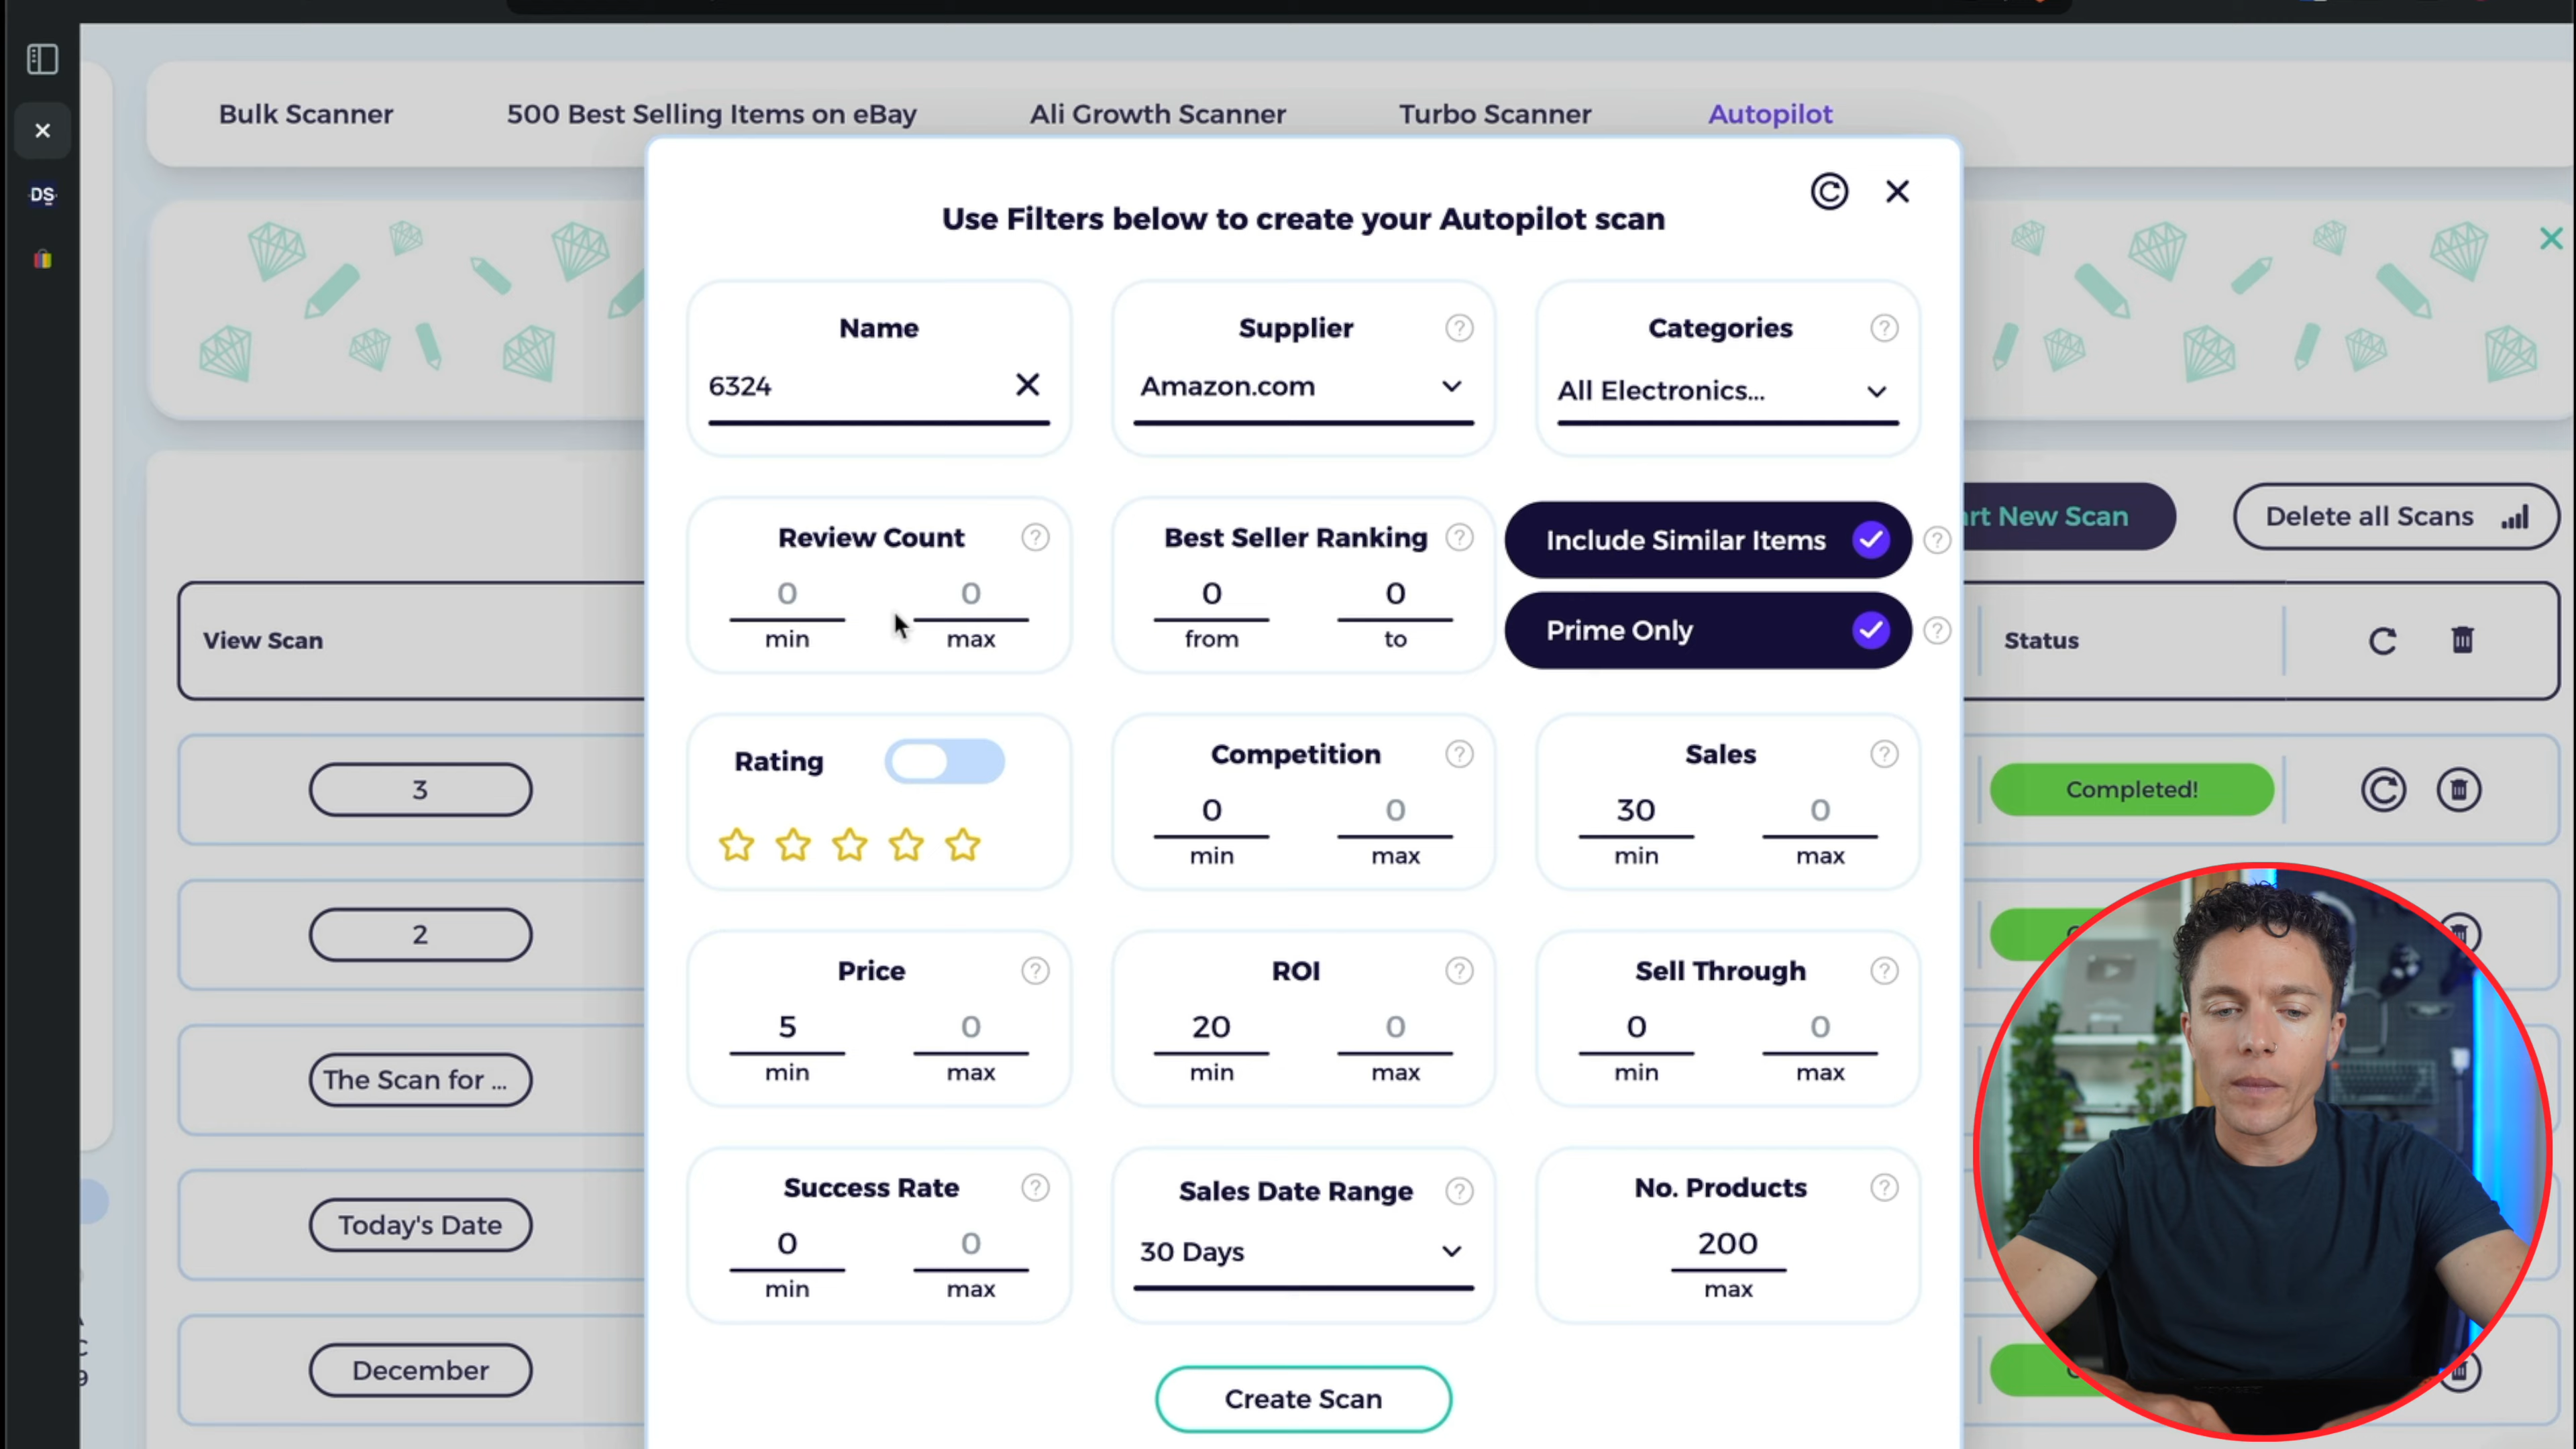 DS
Bulk Scanner
500 Best Selling Items on eBay
Ali Growth Scanner
Turbo Scanner
Autopilot
Use Filters below to create your Autopilot scan
Name
6324
Supplier
?
Amazon.com
Categories
?
All Electronics...
Review Count
?
0
min
0
max
Best Seller Ranking
?
0
from
0
to
Include Similar Items
?
Prime Only
?
Rating
Competition
?
0
min
0
max
Sales
?
30
min
0
max
Price
?
5
min
0
max
ROI
?
20
min
0
max
Sell Through
?
0
min
0
max
Success Rate
?
0
min
0
max
Sales Date Range
?
30 Days
No. Products
?
200
max
Create Scan
New Scan
Delete all Scans
View Scan
Status
3
Completed!
2
The Scan for ...
Today's Date
December